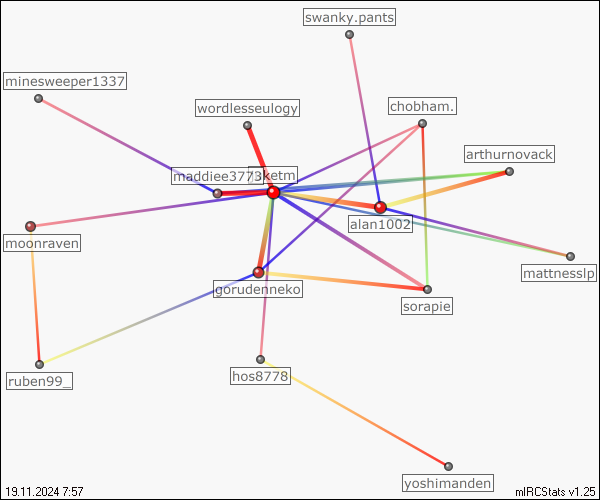 swanky.pants
minesweeper1337
wordlesseulogy
chobham.
arthurnovack
maddiee3773
ketm
alan1002
moonraven
mattnesslp
gorudenneko
sorapie
ruben99_
hos8778
yoshimanden
19.11.2024 7:57
mIRCStats v1.25